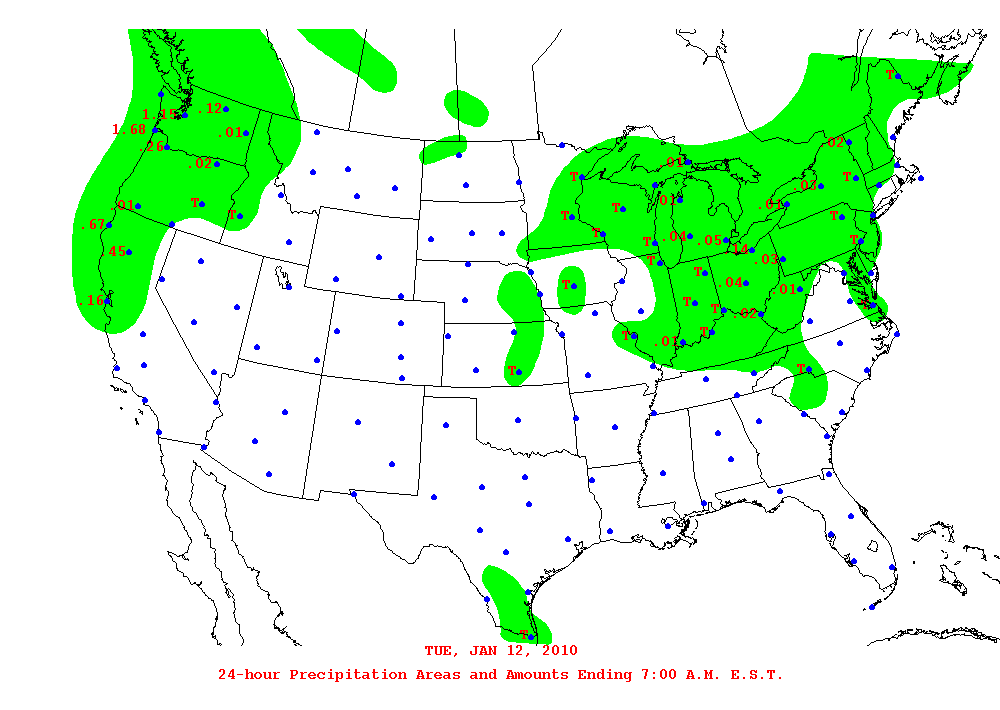 T
1.15 .12
1.68 .01
.26 .02
.02 .01
T T .03
.01 T T .01 .01
T T T
.67 T .04 .05 T
.45 T .14 .03
T T .04 .01
.16 T T .02
T .01 T
T T
T
TUE, JAN 12, 2010
24-hour Precipitation Areas and Amounts Ending 7:00 A.M. E.S.T.